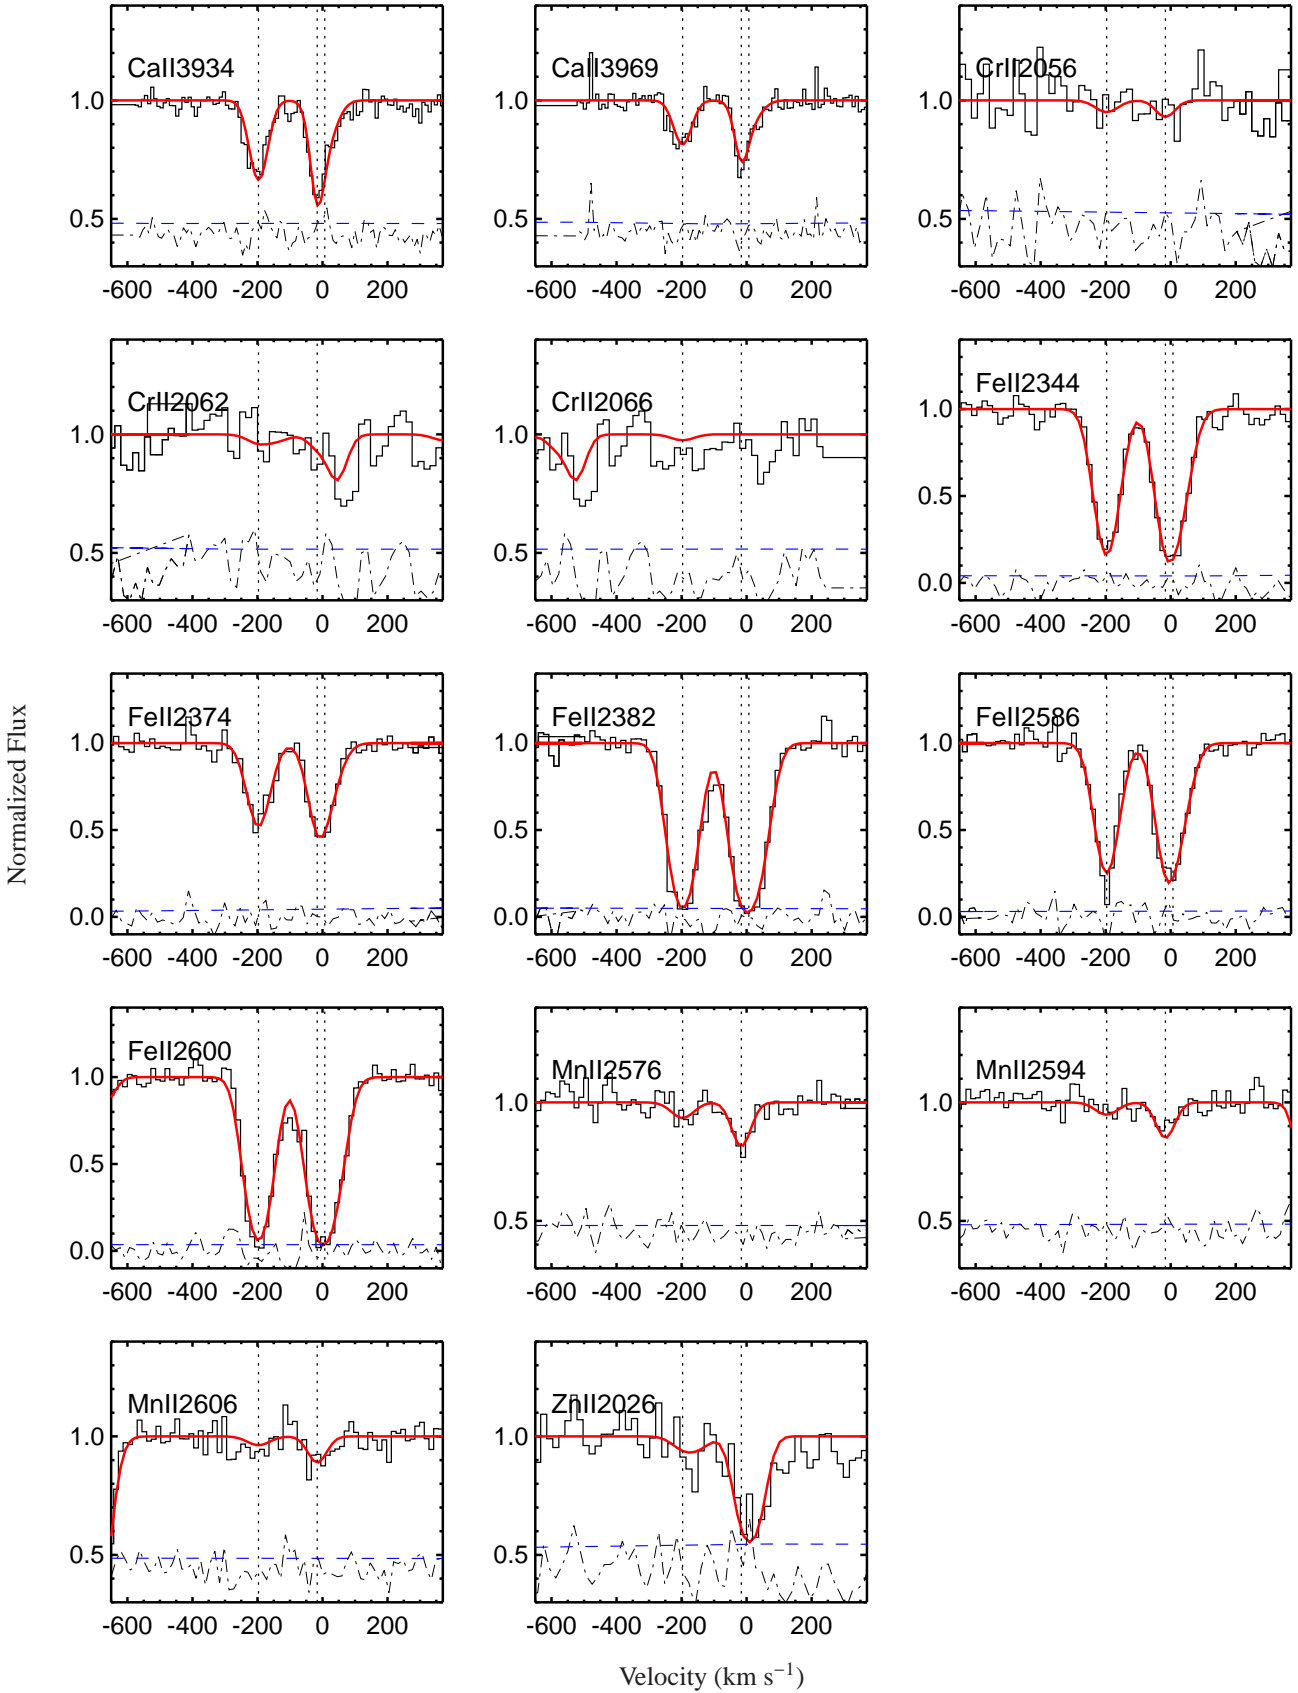 CaII3934 CaII3969 CrII2056
1.0 1.0 1.0
0.5 0.5 0.5
-600 -400 -200 0 200 -600 -400 -200 0 200 -600 -400 -200 0 200
CrII2062 CrII2066 FeII2344
1.0 1.0 1.0
0.5 0.5 0.5
0.0
-600 -400 -200 0 200 -600 -400 -200 0 200 -600 -400 -200 0 200
Normalized Flux
FeII2374 FeII2382 FeII2586
1.0 1.0 1.0
0.5 0.5 0.5
0.0 0.0 0.0
-600 -400 -200 0 200 -600 -400 -200 0 200 -600 -400 -200 0 200
FeII2600 MnII2576 MnII2594
1.0 1.0 1.0
0.5 0.5 0.5
0.0
-600 -400 -200 0 200 -600 -400 -200 0 200 -600 -400 -200 0 200
MnII2606 ZnII2026
1.0 1.0
0.5 0.5
-600 -400 -200 0 200 -600 -400 -200 0 200
Velocity (km s⁻¹)